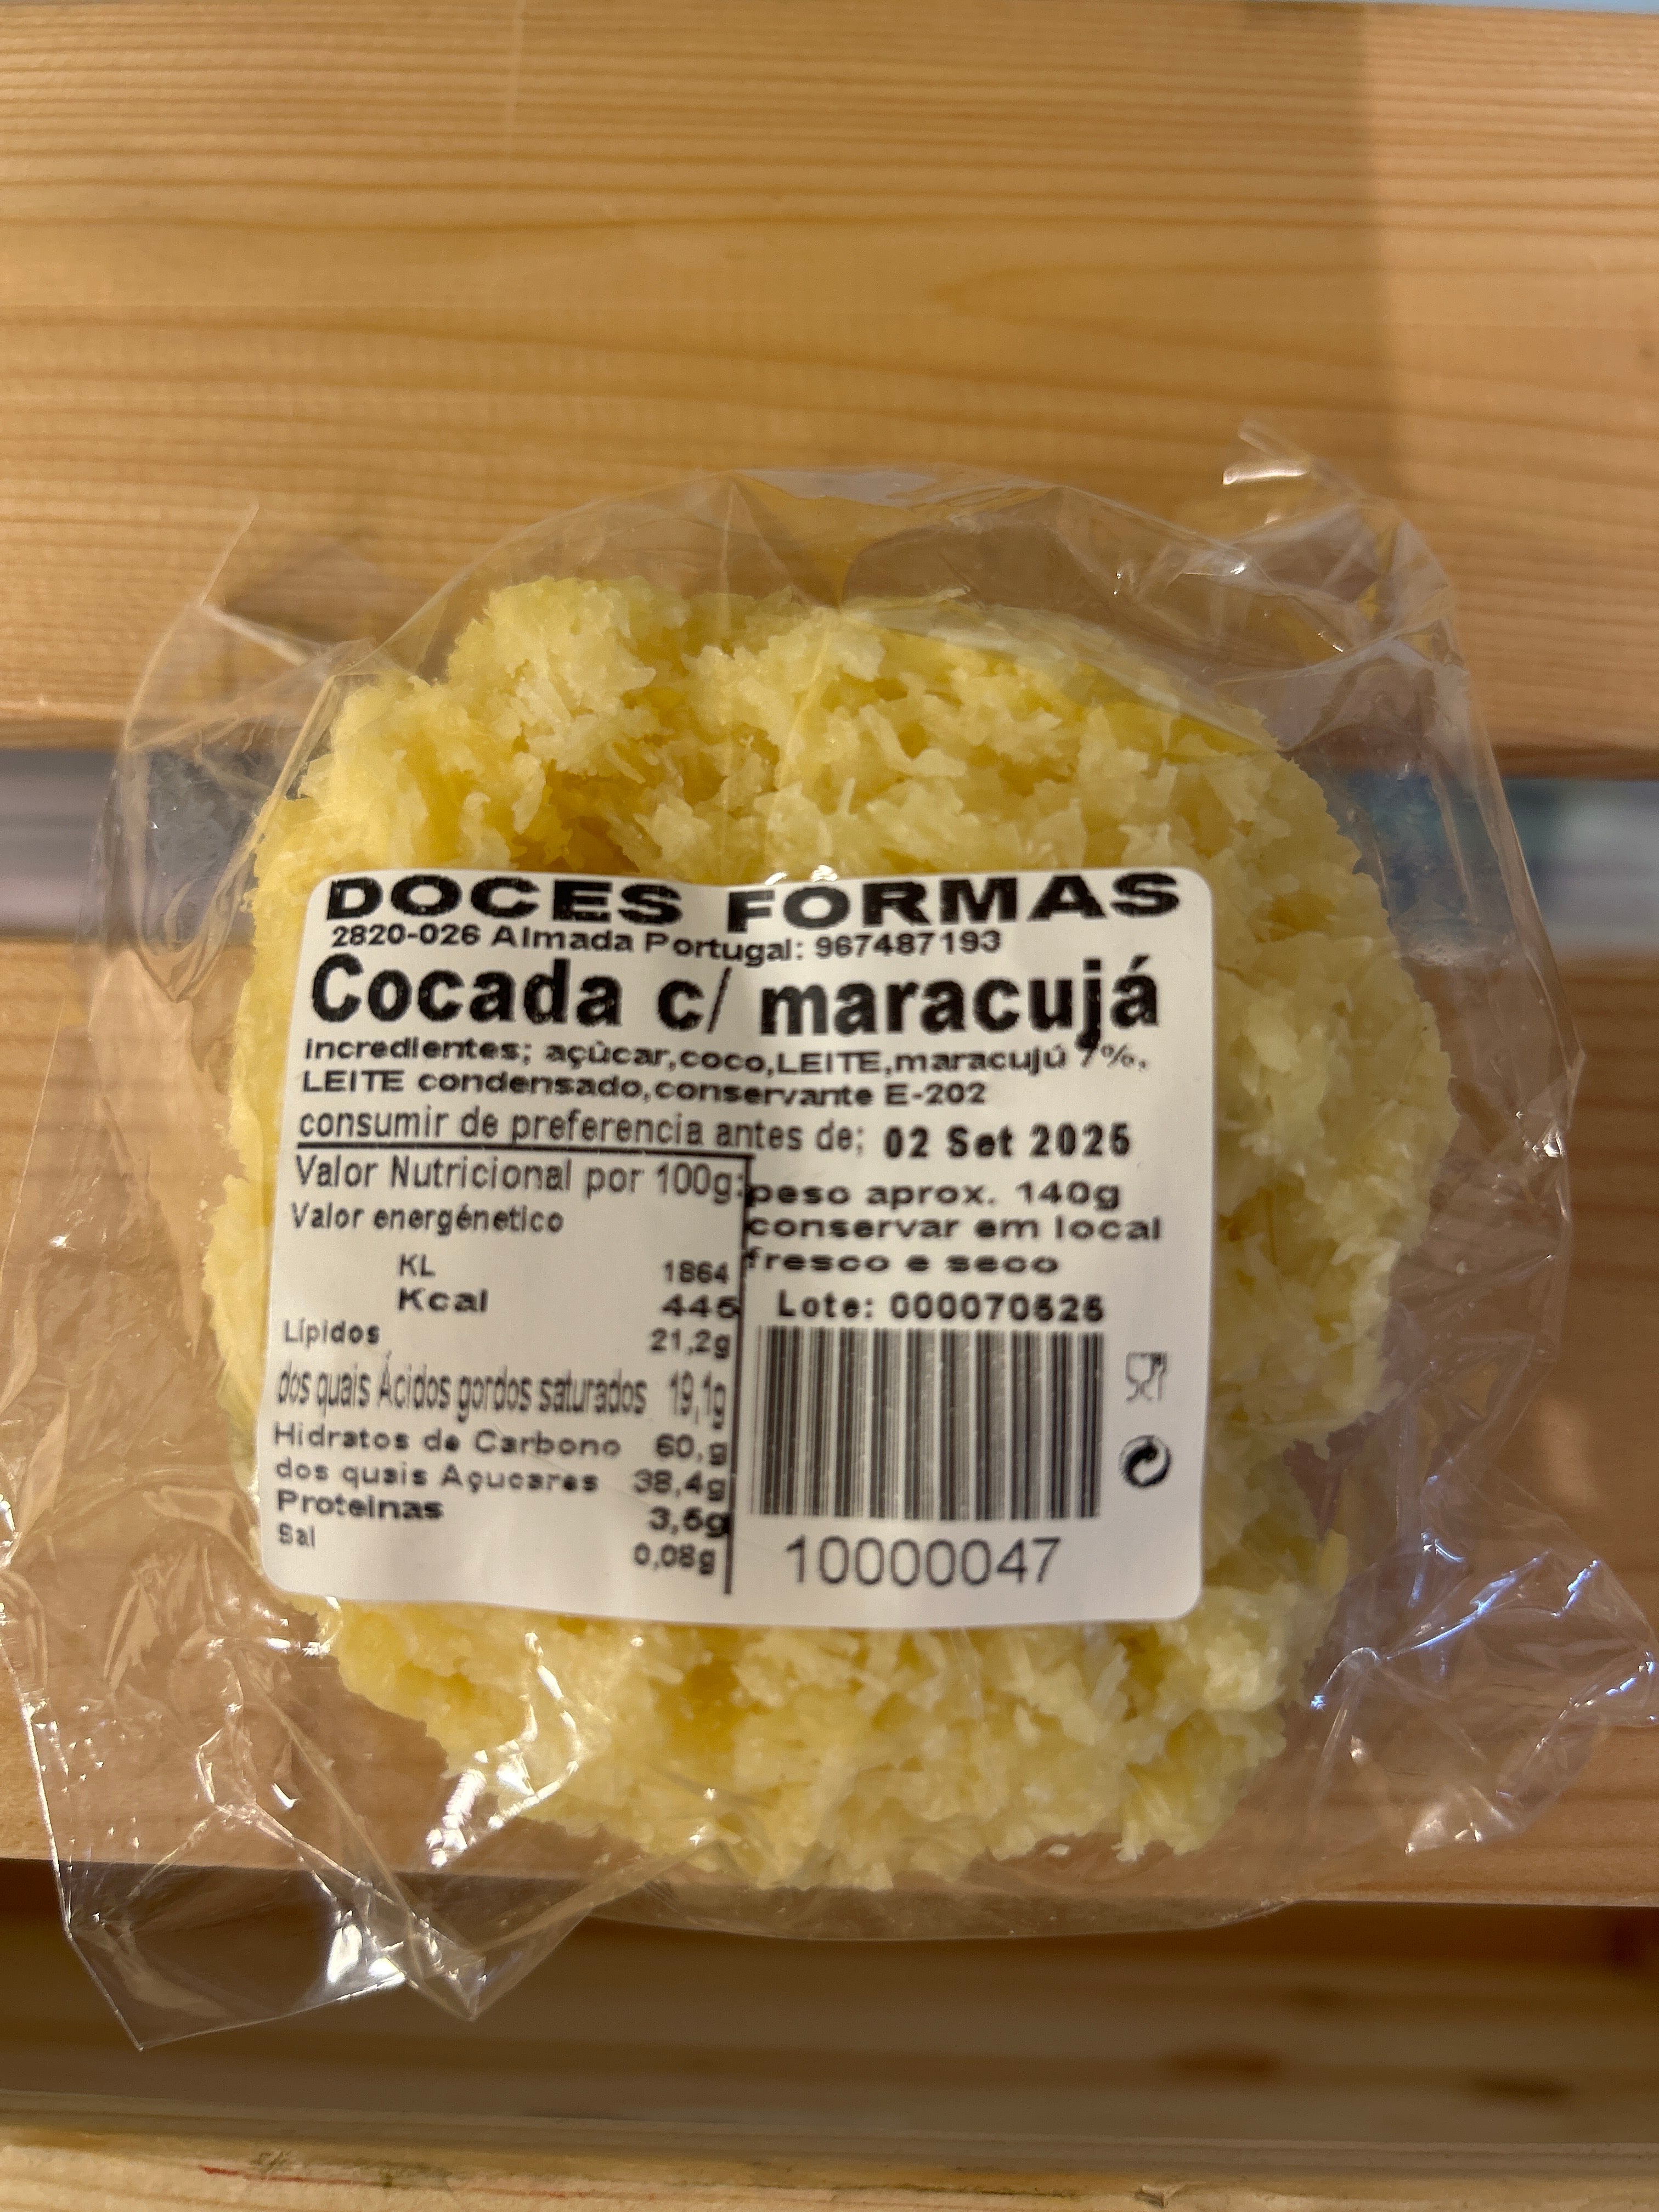 DOCES FORMAS
2820-026 Almada Portugal: 967487193
Cocada c/ maracujá
incredientes; açúcar,coco,LEITE,maracujú 7%,
LEITE condensado,conservante E-202
consumir de preferencia antes de; 02 Set 2025
Valor Nutricional por 100g:
Valor energénetico
KL 1864
Kcal 445
Lípidos 21,2g
dos quais Ácidos gordos saturados 19,1g
Hidratos de Carbono 60,g
dos quais Açucares 38,4g
Proteinas 3,5g
Sal 0,08g
peso aprox. 140g
conservar em local
fresco e seco
Lote: 000070525
10000047